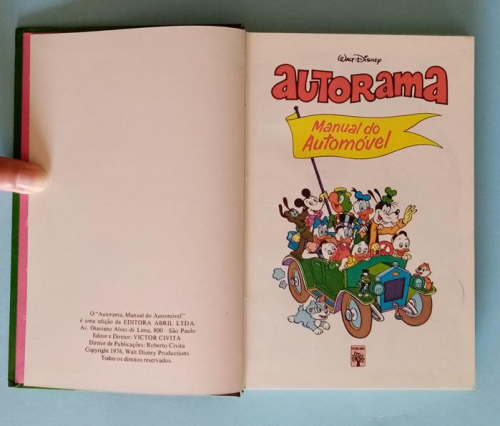 O "Autorama, Manual do Automóvel"
é uma edição da EDITORA ABRIL LTDA.
Av. Otaviano Alves de Lima, 800 São Paulo
Editor e Diretor: VICTOR CIVITA
Diretor de Publicações: Roberto Civita
Copyright 1976, Walt Disney Productions
Todos os direitos reservados.
WALT DISNEY
AUTORAMA
Manual do
Automóvel